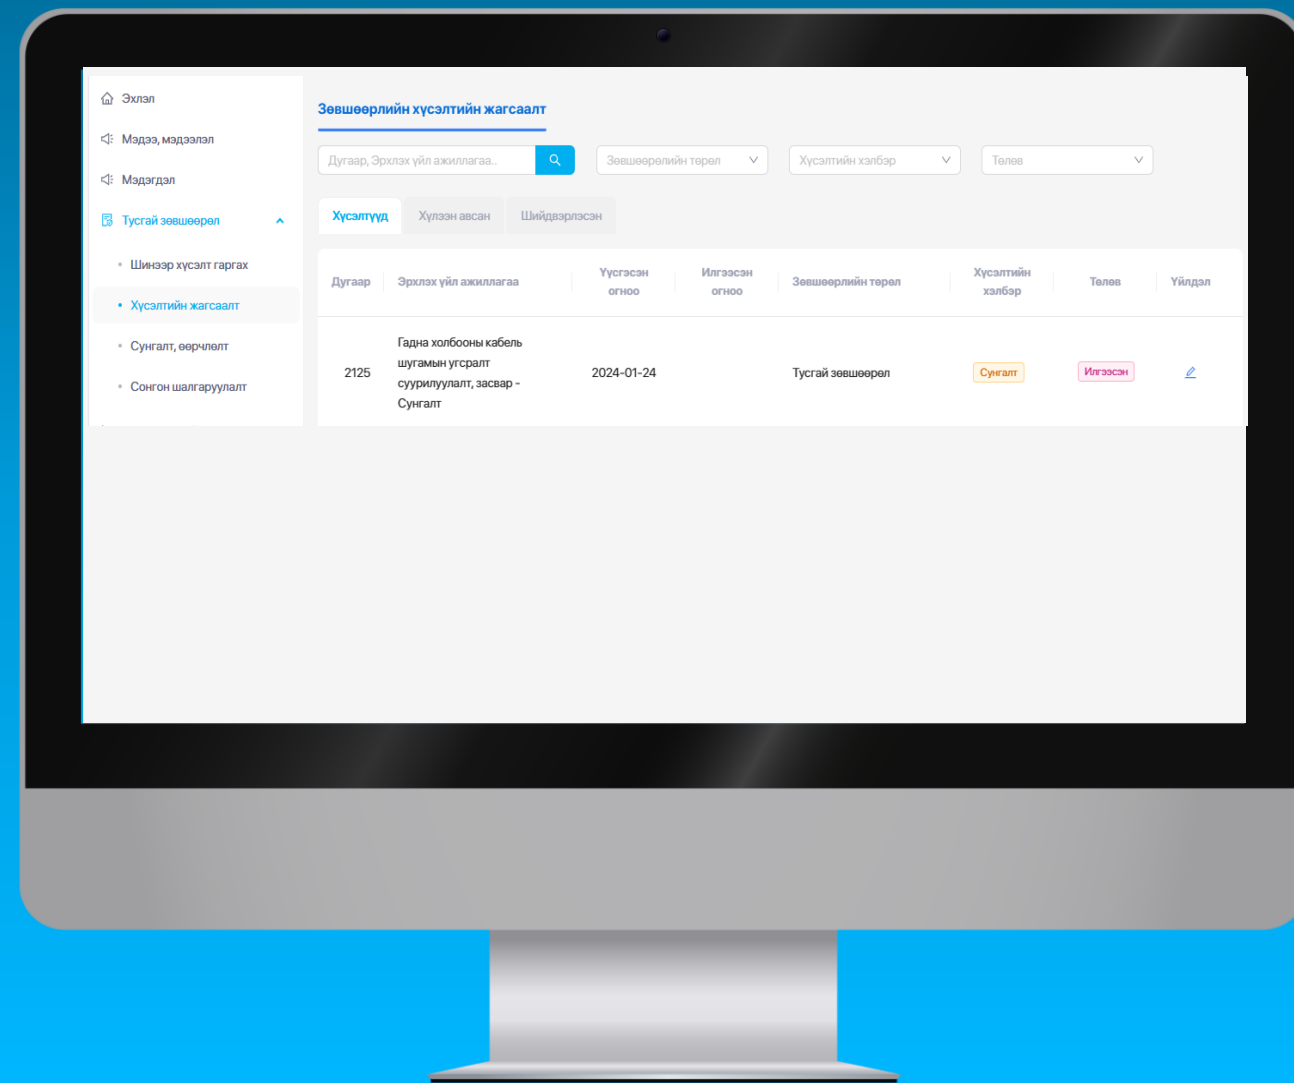 Эхлэл
Мэдээ, мэдээлэл
Мэдэгдэл
Тусгай зөвшөөрөл
Шинээр хүсэлт гаргах
Хүсэлтийн жагсаалт
Сунгалт, өөрчлөлт
Сонгон шалгаруулалт
Зөвшөөрлийн хүсэлтийн жагсаалт
Дугаар, Эрхлэх үйл ажиллагаа..
Зөвшөөрөлийн төрөл
Хүсэлтийн хэлбэр
Төлөв
Хүсэлтүүд
Хүлээн авсан
Шийдвэрлэсэн
Дугаар
Эрхлэх үйл ажиллагаа
Үүсгэсэн
огноо
Илгээсэн
огноо
Зөвшөөрлийн төрөл
Хүсэлтийн
хэлбэр
Төлөв
Үйлдэл
2125
Гадна холбооны кабель
шугамын угсралт
суурилуулалт, засвар -
Сунгалт
2024-01-24
Тусгай зөвшөөрөл
Сунгалт
Илгээсэн